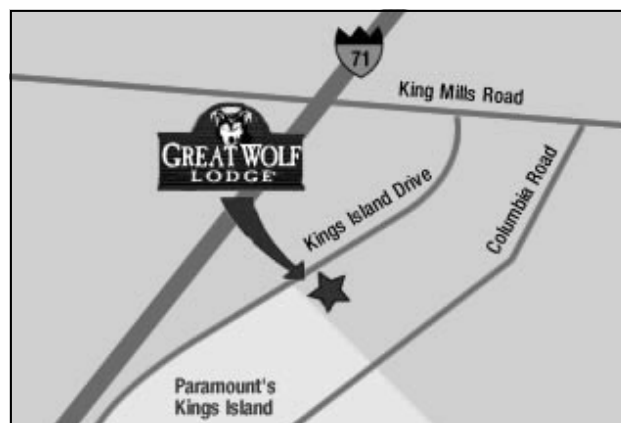 71
King Mills Road
GREAT WOLF
LODGE
Kings Island Drive
Columbia Road
Paramount's
Kings Island